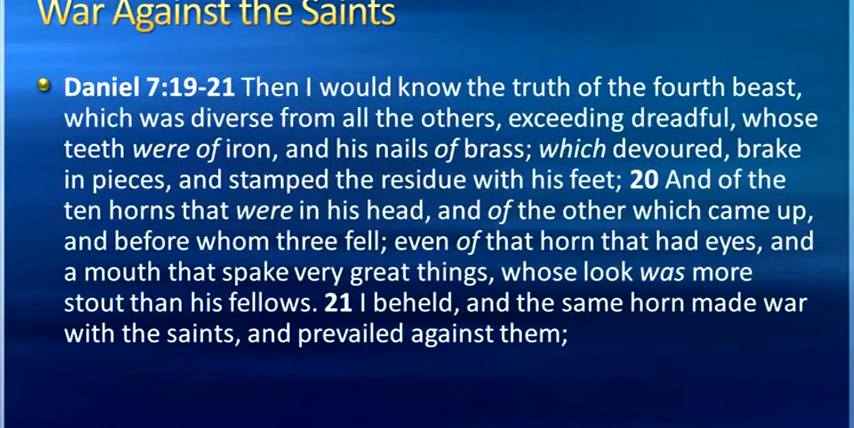 War Against the Saints
Daniel 7:19-21 Then I would know the truth of the fourth beast,
which was diverse from all the others, exceeding dreadful, whose
teeth were of iron, and his nails of brass; which devoured, brake
in pieces, and stamped the residue with his feet; 20 And of the
ten horns that were in his head, and of the other which came up,
and before whom three fell; even of that horn that had eyes, and
a mouth that spake very great things, whose look was more
stout than his fellows. 21 I beheld, and the same horn made war
with the saints, and prevailed against them;